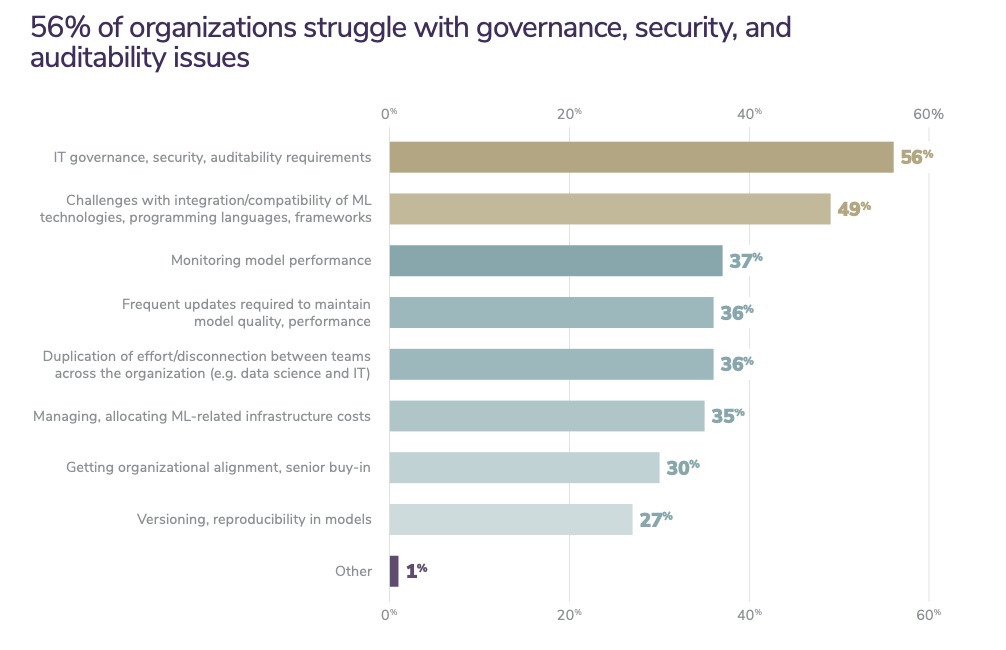 56% of organizations struggle with governance, security, and
auditability issues
0% 20% 40% 60%
IT governance, security, auditability requirements 56%
Challenges with integration/compatibility of ML
technologies, programming languages, frameworks 49%
Monitoring model performance 37%
Frequent updates required to maintain
model quality, performance 36%
Duplication of effort/disconnection between teams
across the organization (e.g. data science and IT) 36%
Managing, allocating ML-related infrastructure costs 35%
Getting organizational alignment, senior buy-in 30%
Versioning, reproducibility in models 27%
Other 1%
0% 20% 40% 60%